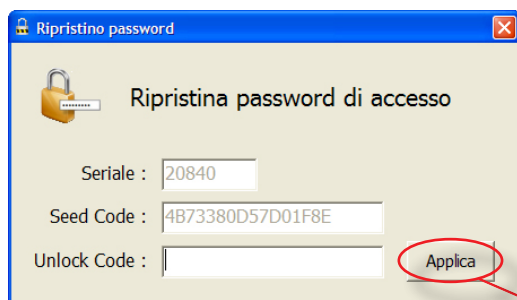 Ripristino password
Ripristina password di accesso
Seriale : 20840
Seed Code : 4B73380D57D01F8E
Unlock Code : Applica